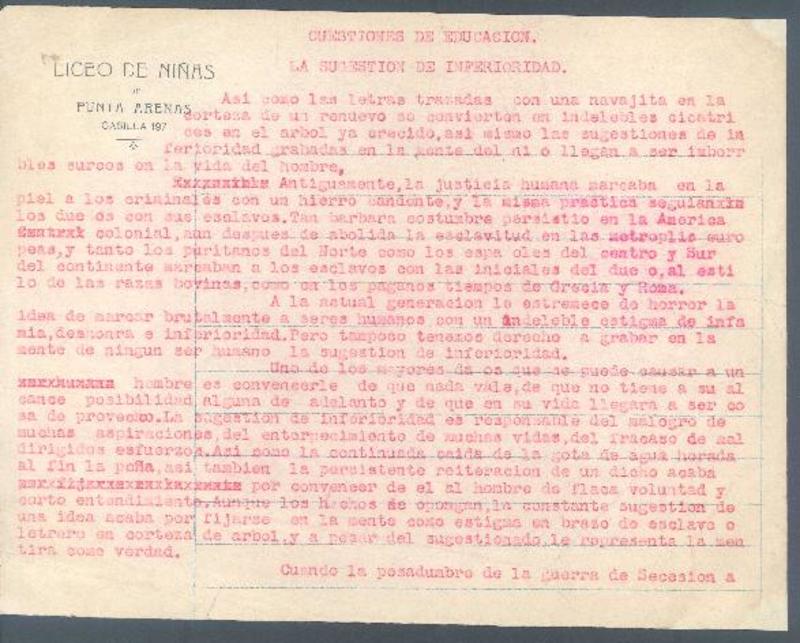 CUESTIONES DE EDUCACION.
LICEO DE NIÑAS
DE
PUNTA ARENAS
CASILLA 197
LA SUGESTION DE INFERIORIDAD.
Asi como las letras trazadas con una navajita en la
corteza de un renuevo se convierten en indelebles cicatri
ces en el arbol ya crecido,asi mismo las sugestiones de in
ferioridad grabadas en la mente del ni o llegan a ser imborr
bles surcos en la vida del hombre,
Antiguamente,la justicia humana marcaba en la
piel a los criminales con un hierro candente,y la misma practica seguian
los due os con sus esclavos.Tan barbara costumbre persistio en la America
colonial,aun despues de abolida la esclavitud en las metroplis euro
peas,y tanto los puritanos del Norte como los espa oles del centro y Sur
del continente marcaban a los esclavos con las iniciales del due o,al esti
lo de las razas bovinas,como en los paganos tiempos de Grecia y Roma.
A la actual generacion le estremece de horror la
idea de marcar brutalmente a seres humanos con un indeleble estigma de infa
mia,deshonra e inferioridad.Pero tampoco tenemos derecho a grabar en la
mente de ningun ser humano la sugestion de inferioridad.
Uno de los mayores da os que se puede causar a un
hombre es convencerle de que nada vale,de que no tiene a su al
cance posibilidad alguna de adelanto y de que en su vida llegara a ser co
sa de provecho.La sugestion de inferioridad es responsable del malogro de
muchas aspiraciones,del entorpecimiento de muchas vidas,del fracaso de mal
dirigidos esfuerzos.Asi como la continuada caida de la gota de agua horada
al fin la peña,asi tambien la persistente reiteracion de un dicho acaba
por convencer de el al hombre de flaca voluntad y
corto entendimiento.Aunque los hechos se opongan,la constante sugestion de
una idea acaba por fijarse en la mente como estigma en brazo de esclavo o
letrero en corteza de arbol,y a pesar del sugestionado le representa la men
tira como verdad.
Cuando la pesadumbre de la guerra de Secesion a